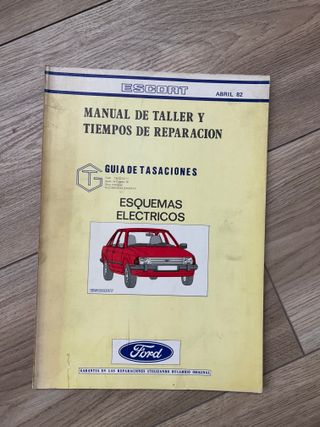 ESCORT
ABRIL 82
MANUAL DE TALLER Y
TIEMPOS DE REPARACION
GUIA DE TASACIONES
ESQUEMAS
ELECTRICOS
Ford
GARANTIA EN LAS REPARACIONES UTILIZANDO RECAMBIO ORIGINAL